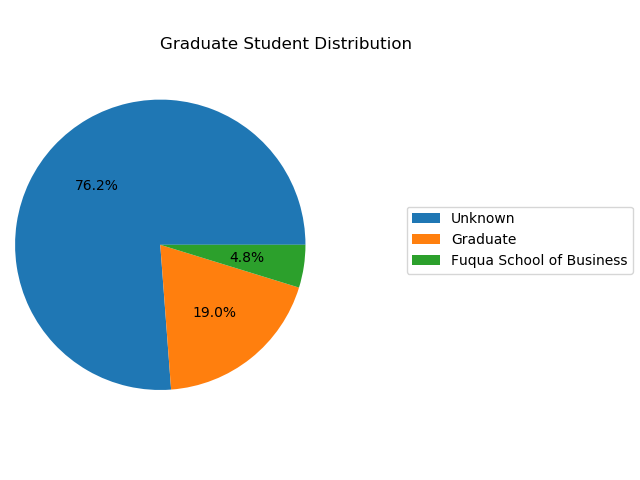 Graduate Student Distribution
76.2%
4.8%
19.0%
Unknown
Graduate
Fuqua School of Business